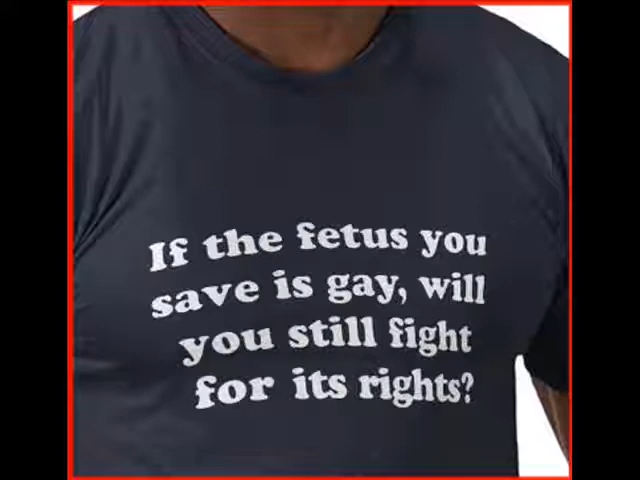 If the fetus you
save is gay, will
you still fight
for its rights?